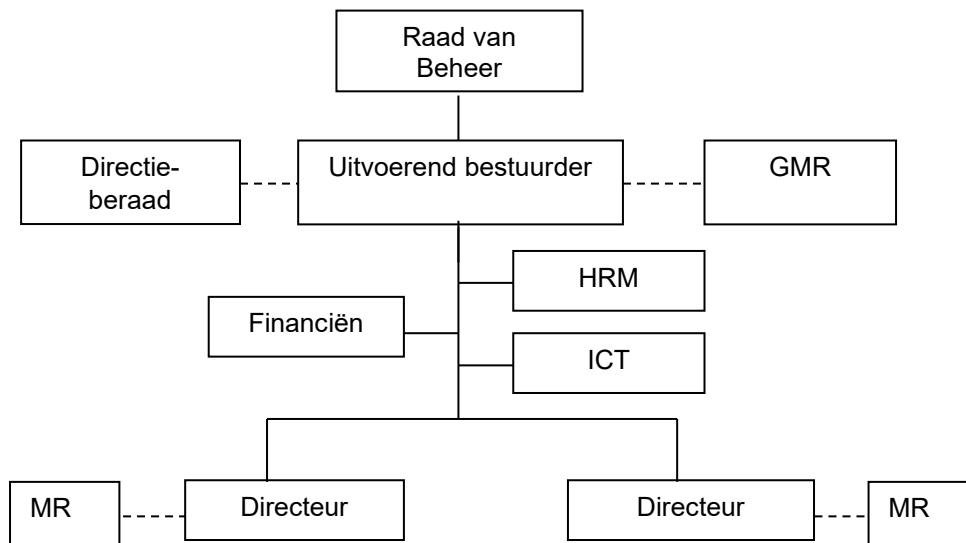 Raad van
Beheer
Directie-
beraad
Uitvoerend bestuurder
GMR
HRM
Financiën
ICT
MR
Directeur
Directeur
MR